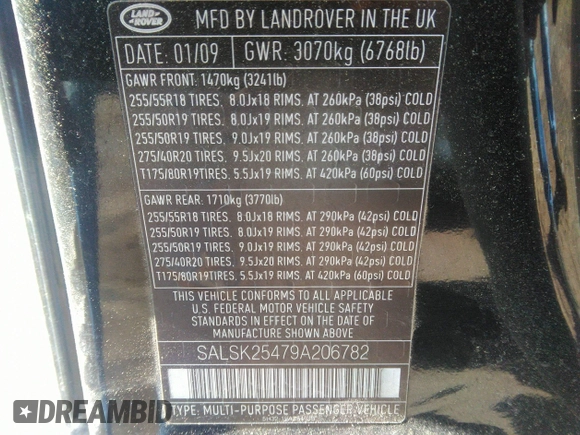 LAND
ROVER
MFD BY LANDROVER IN THE UK
DATE: 01/09 GWR: 3070kg (6768lb)
GAWR FRONT: 1470kg (3241lb)
255/55R18 TIRES, 8.0Jx18 RIMS, AT 260kPa (38psi) COLD
255/50R19 TIRES, 8.0Jx19 RIMS, AT 260kPa (38psi) COLD
255/50R19 TIRES, 9.0Jx19 RIMS, AT 260kPa (38psi) COLD
275/40R20 TIRES, 9.5Jx20 RIMS, AT 260kPa (38psi) COLD
T175/80R19TIRES, 5.5Jx19 RIMS, AT 420kPa (60psi) COLD
GAWR REAR: 1710kg (3770lb)
255/55R18 TIRES, 8.0Jx18 RIMS, AT 290kPa (42psi) COLD
255/50R19 TIRES, 8.0Jx19 RIMS, AT 290kPa (42psi) COLD
255/50R19 TIRES, 9.0Jx19 RIMS, AT 290kPa (42psi) COLD
275/40R20 TIRES, 9.5Jx20 RIMS, AT 290kPa (42psi) COLD
T175/80R19TIRES, 5.5Jx19 RIMS, AT 420kPa (60psi) COLD
THIS VEHICLE CONFORMS TO ALL APPLICABLE
U.S. FEDERAL MOTOR VEHICLE SAFETY
STANDARDS IN EFFECT ON THE DATE OF
MANUFACTURE SHOWN ABOVE
SALSK25479A206782
TYPE: MULTI-PURPOSE PASSENGER VEHICLE
DREAMBID